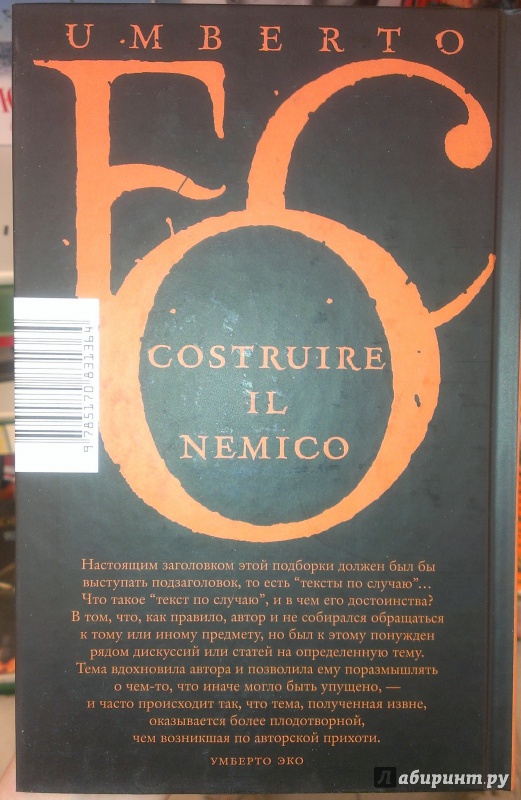 UMBERTO
ECO
COSTRUIRE
IL
NEMICO
9785170831364
Настоящим заголовком этой подборки должен был бы
выступать подзаголовок, то есть “тексты по случаю”…
Что такое “текст по случаю”, и в чем его достоинства?
В том, что, как правило, автор и не собирался обращаться
к тому или иному предмету, но был к этому понужден
рядом дискуссий или статей на определенную тему.
Тема вдохновила автора и позволила ему поразмышлять
о чем-то, что иначе могло быть упущено, —
и часто происходит так, что тема, полученная извне,
оказывается более плодотворной,
чем возникшая по авторской прихоти.
УМБЕРТО ЭКО
Лабиринт.ру